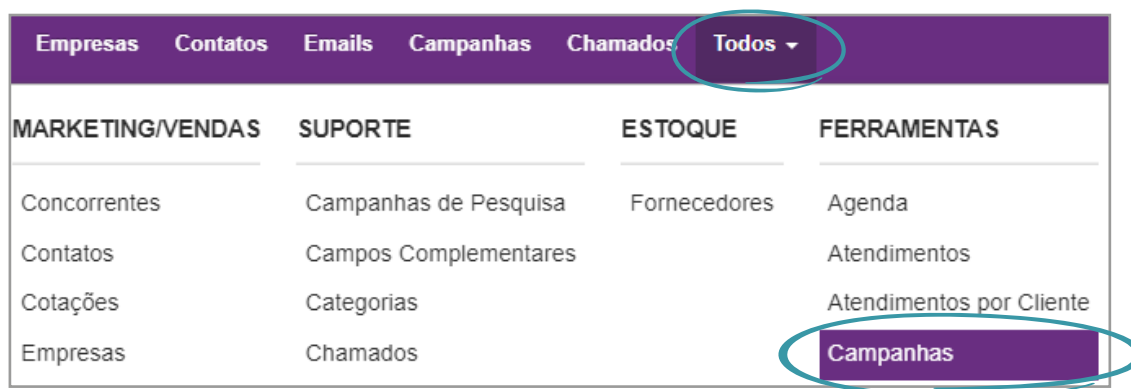 Empresas Contatos Emails Campanhas Chamados Todos
MARKETING/VENDAS SUPORTE ESTOQUE FERRAMENTAS
Concorrentes Campanhas de Pesquisa Fornecedores Agenda
Contatos Campos Complementares Atendimentos
Cotações Categorias Atendimentos por Cliente
Empresas Chamados Campanhas